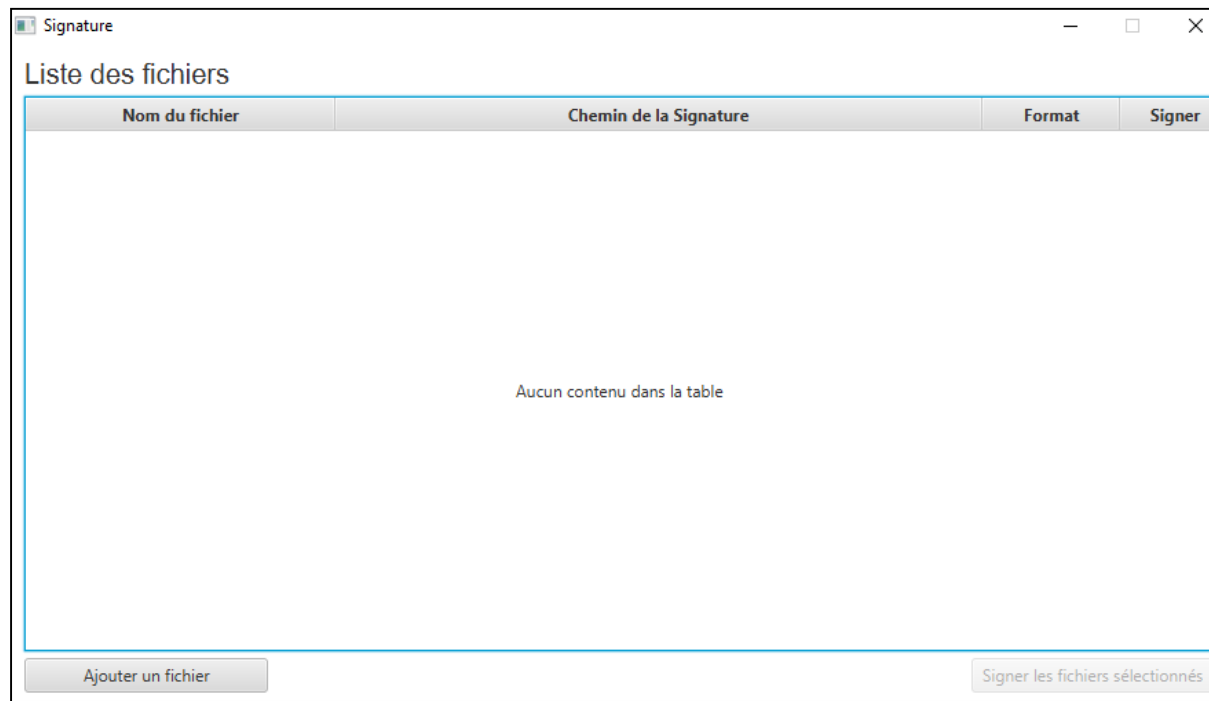 Signature
Liste des fichiers
Nom du fichier Chemin de la Signature Format Signer
Aucun contenu dans la table
Ajouter un fichier Signer les fichiers sélectionnés